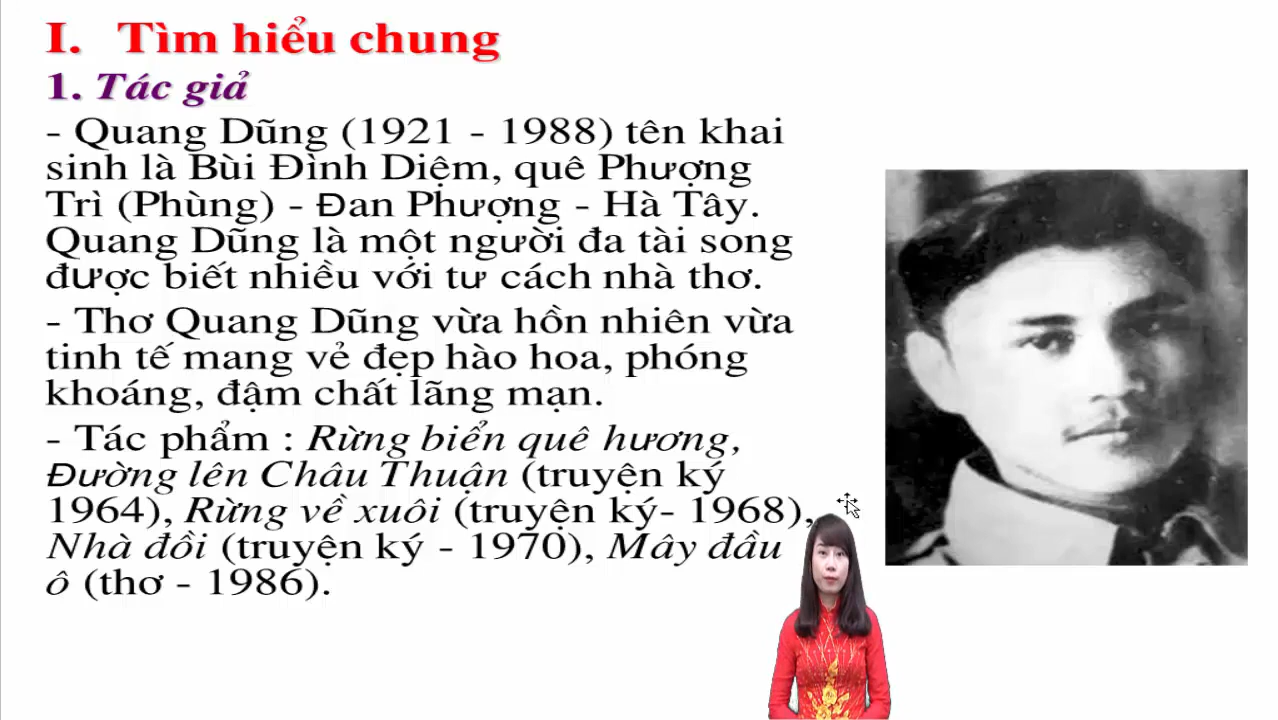 I. Tìm hiểu chung
1. Tác giả
- Quang Dũng (1921 - 1988) tên khai
sinh là Bùi Đình Diệm, quê Phượng
Trì (Phùng) - Đan Phượng - Hà Tây.
Quang Dũng là một người đa tài song
được biết nhiều với tư cách nhà thơ.
- Thơ Quang Dũng vừa hồn nhiên vừa
tinh tế mang vẻ đẹp hào hoa, phóng
khoáng, đậm chất lãng mạn.
- Tác phẩm : Rừng biển quê hương,
Đường lên Châu Thuận (truyện ký
1964), Rừng về xuôi (truyện ký- 1968),
Nhà đồi (truyện ký - 1970), Mây đầu
ô (thơ - 1986).